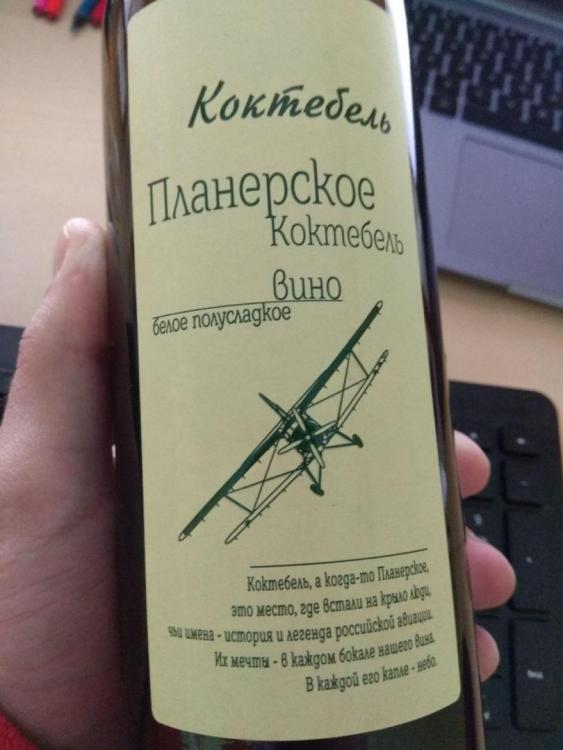 Коктебель
Планерское
Коктебель
вино
белое полусладкое
Коктебель, а когда-то Планерское,
это место, где встали на крыло люди,
чьи имена - история и легенда российской авиации.
Их мечты - в каждом бокале нашего вина.
В каждой его капле - небо.